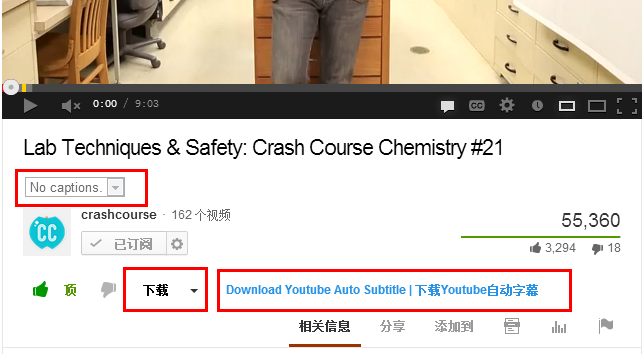 0:00 / 9:03
CC
Lab Techniques & Safety: Crash Course Chemistry #21
No captions.
CC
crashcourse · 162 个视频
已订阅
55,360
3,294 18
顶 下载 Download Youtube Auto Subtitle | 下载Youtube自动字幕
相关信息 分享 添加到